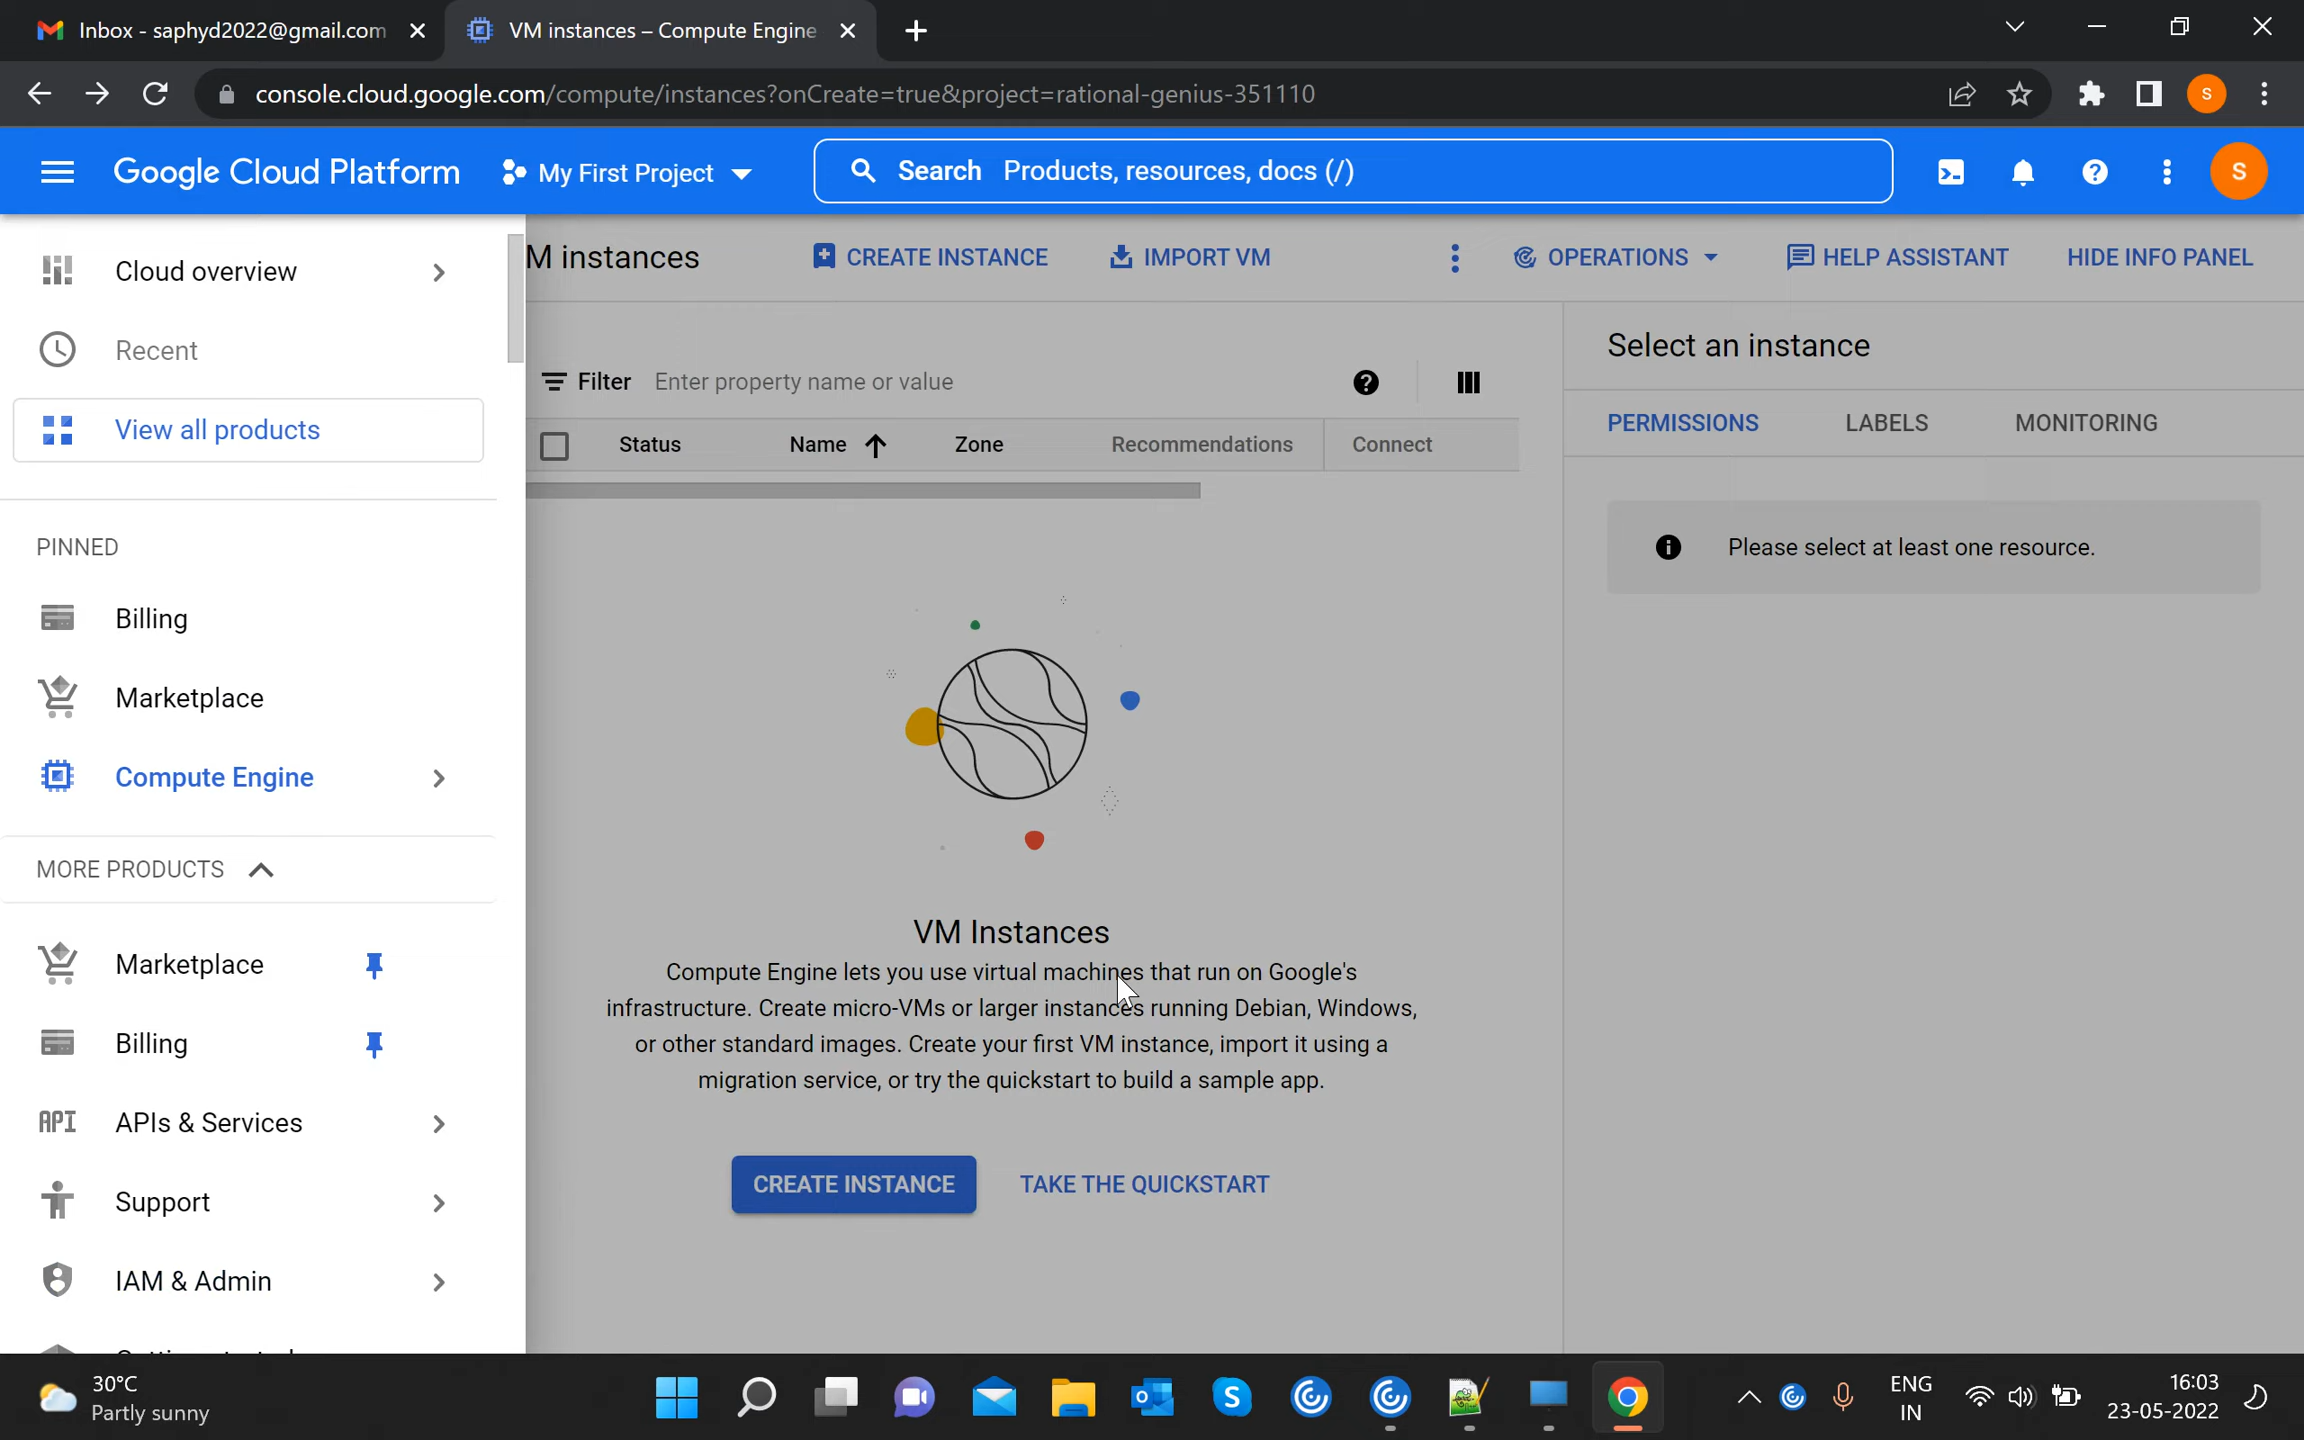 Inbox - saphyd2022@gmail.com
VM instances – Compute Engine
console.cloud.google.com/compute/instances?onCreate=true&project=rational-genius-351110
S
Google Cloud Platform
My First Project
Search Products, resources, docs (/)
S
Cloud overview
Recent
View all products
PINNED
Billing
Marketplace
Compute Engine
MORE PRODUCTS
Marketplace
Billing
API APIs & Services
Support
IAM & Admin
M instances
CREATE INSTANCE
IMPORT VM
OPERATIONS
HELP ASSISTANT
HIDE INFO PANEL
Filter Enter property name or value
Status Name Zone Recommendations Connect
VM Instances
Compute Engine lets you use virtual machines that run on Google's
infrastructure. Create micro-VMs or larger instances running Debian, Windows,
or other standard images. Create your first VM instance, import it using a
migration service, or try the quickstart to build a sample app.
CREATE INSTANCE
TAKE THE QUICKSTART
Select an instance
PERMISSIONS LABELS MONITORING
Please select at least one resource.
30°C
Partly sunny
ENG
IN
16:03
23-05-2022